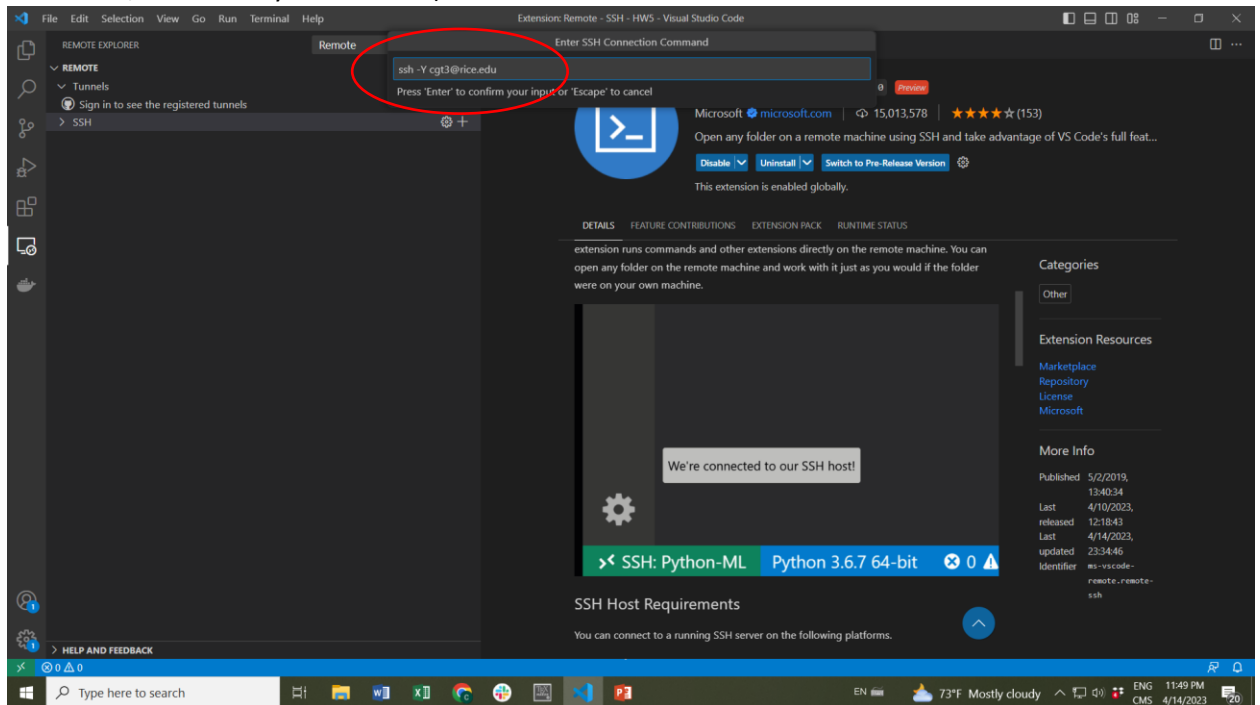 File Edit Selection View Go Run Terminal Help
Extension: Remote - SSH - HW5 - Visual Studio Code
REMOTE EXPLORER
Remote
REMOTE
Tunnels
Sign in to see the registered tunnels
SSH
Enter SSH Connection Command
ssh -Y cgt3@rice.edu
Press 'Enter' to confirm your input or 'Escape' to cancel
Preview
Microsoft microsoft.com 15,013,578 (153)
Open any folder on a remote machine using SSH and take advantage of VS Code's full feat...
Disable Uninstall Switch to Pre-Release Version
This extension is enabled globally.
DETAILS FEATURE CONTRIBUTIONS EXTENSION PACK RUNTIME STATUS
extension runs commands and other extensions directly on the remote machine. You can
open any folder on the remote machine and work with it just as you would if the folder
were on your own machine.
We're connected to our SSH host!
SSH: Python-ML Python 3.6.7 64-bit 0
SSH Host Requirements
You can connect to a running SSH server on the following platforms.
Categories
Other
Extension Resources
Marketplace
Repository
License
Microsoft
More Info
Published 5/2/2019,
13:40:34
Last 4/10/2023,
released 12:18:43
Last 4/14/2023,
updated 23:34:46
Identifier ms-vscode-
remote.remote-
ssh
1
1
HELP AND FEEDBACK
0 0
Type here to search
EN
73°F Mostly cloudy
ENG 11:49 PM
CMS 4/14/2023
20